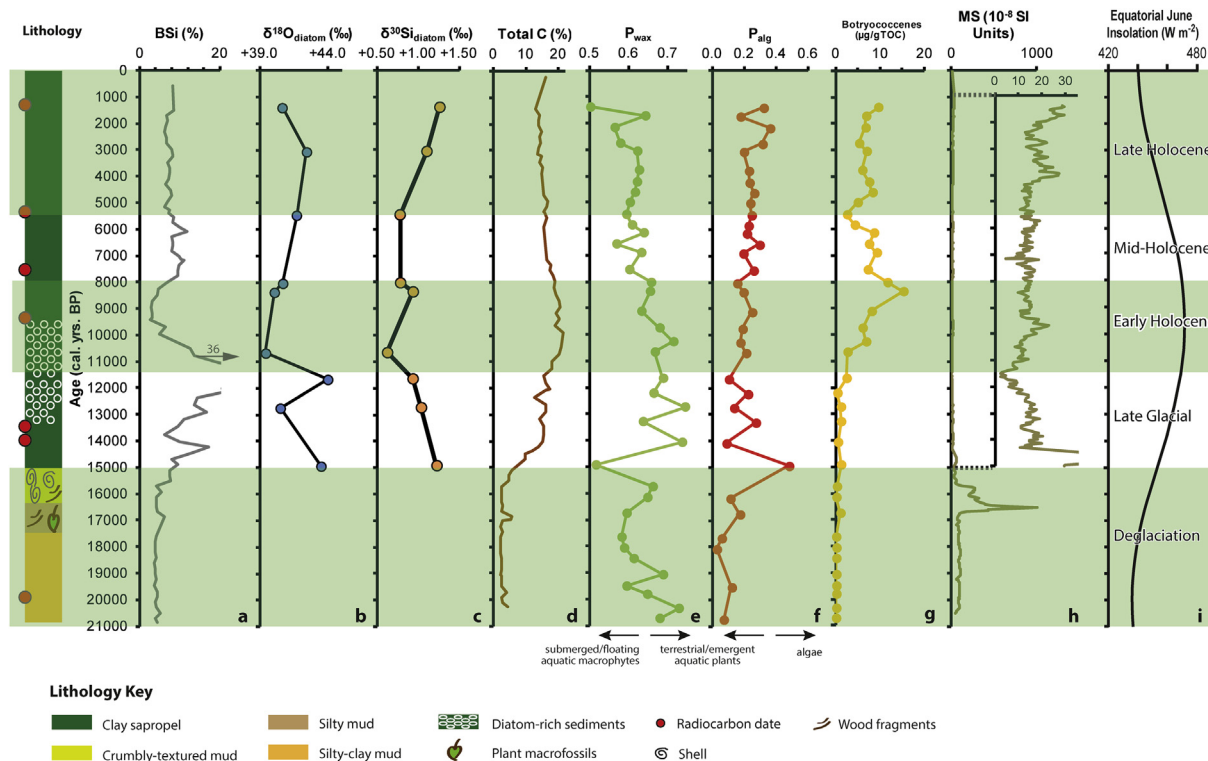 Lithology
BSi (%)
δ18Odiatom (‰)
δ30Sidiatom (‰)
Total C (%)
Pwax
Palg
Botryococcenes
(µg/gTOC)
MS (10-8 SI
Units)
Equatorial June
Insolation (W m-2)
0 10 20
+39.0 +44.0
+0.50 +1.00 +1.50
0 10 20
0.5 0.6 0.7
0.0 0.2 0.4 0.6
0 10 20
0 1000
420 480
0 10 20 30
Age (cal. yrs. BP)
0
1000
2000
3000
4000
5000
6000
7000
8000
9000
10000
11000
12000
13000
14000
15000
16000
17000
18000
19000
20000
21000
36
Late Holocene
Mid-Holocene
Early Holocen
Late Glacial
Deglaciation
a b c d e f g h i
submerged/floating
aquatic macrophytes
terrestrial/emergent
aquatic plants
algae
Lithology Key
Clay sapropel
Silty mud
Diatom-rich sediments
Radiocarbon date
Wood fragments
Crumbly-textured mud
Silty-clay mud
Plant macrofossils
Shell